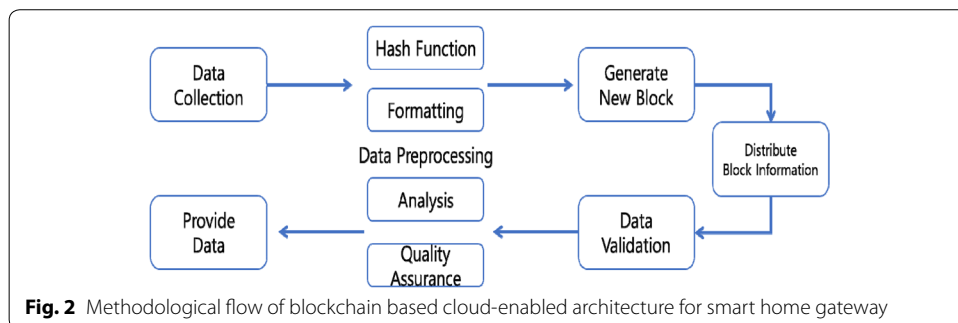 Data
Collection
Hash Function
Formatting
Data Preprocessing
Generate
New Block
Distribute
Block Information
Data
Validation
Analysis
Quality
Assurance
Provide
Data
Fig. 2 Methodological flow of blockchain based cloud-enabled architecture for smart home gateway